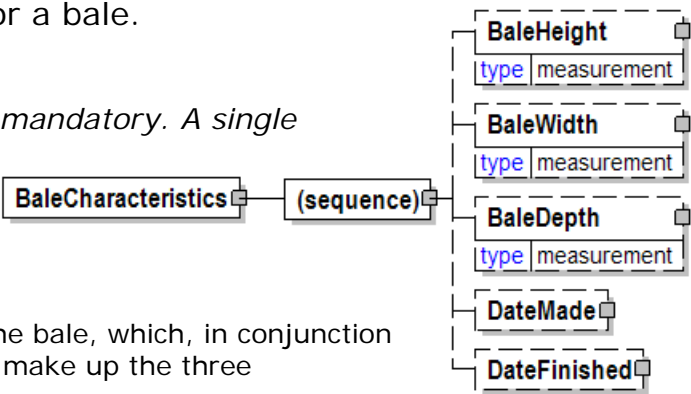 or a bale.
mandatory. A single
BaleCharacteristics
(sequence)
BaleHeight
type measurement
BaleWidth
type measurement
BaleDepth
type measurement
DateMade
DateFinished
ne bale, which, in conjunction
make up the three